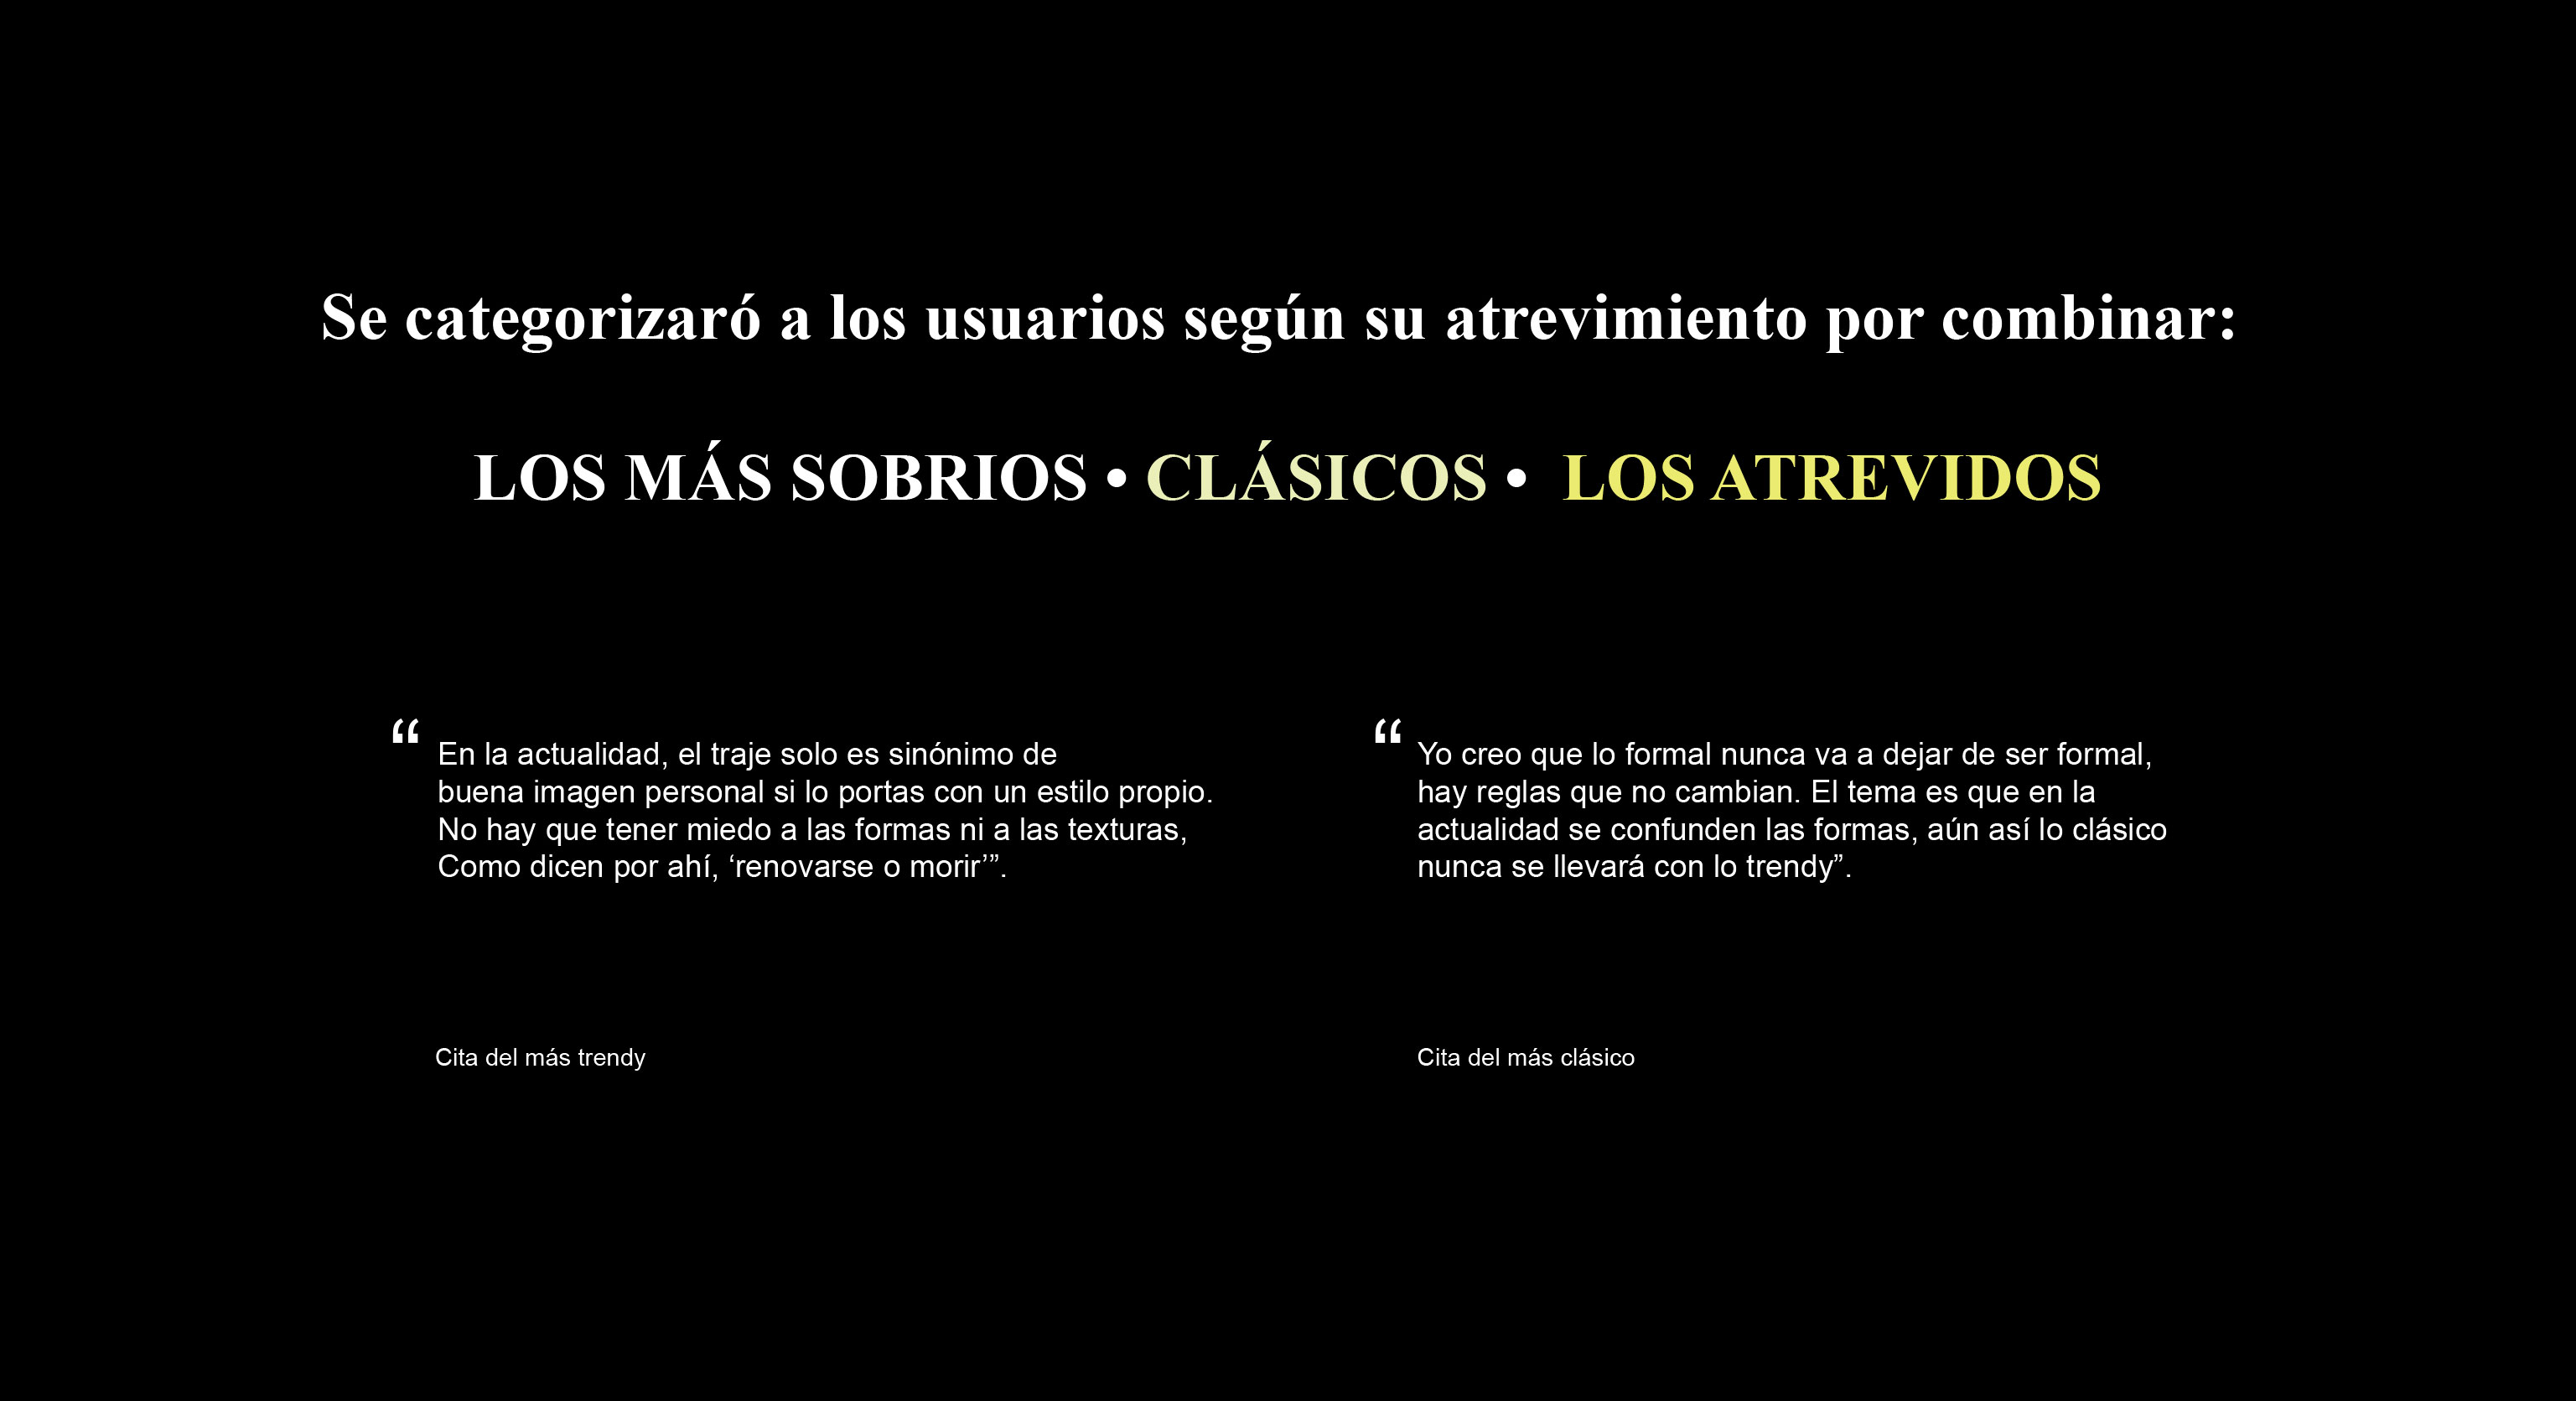 Se categorizaró a los usuarios según su atrevimiento por combinar:
LOS MÁS SOBRIOS • CLÁSICOS • LOS ATREVIDOS
“ En la actualidad, el traje solo es sinónimo de
buena imagen personal si lo portas con un estilo propio.
No hay que tener miedo a las formas ni a las texturas,
Como dicen por ahí, ‘renovarse o morir’”.
Cita del más trendy
“ Yo creo que lo formal nunca va a dejar de ser formal,
hay reglas que no cambian. El tema es que en la
actualidad se confunden las formas, aún así lo clásico
nunca se llevará con lo trendy”.
Cita del más clásico